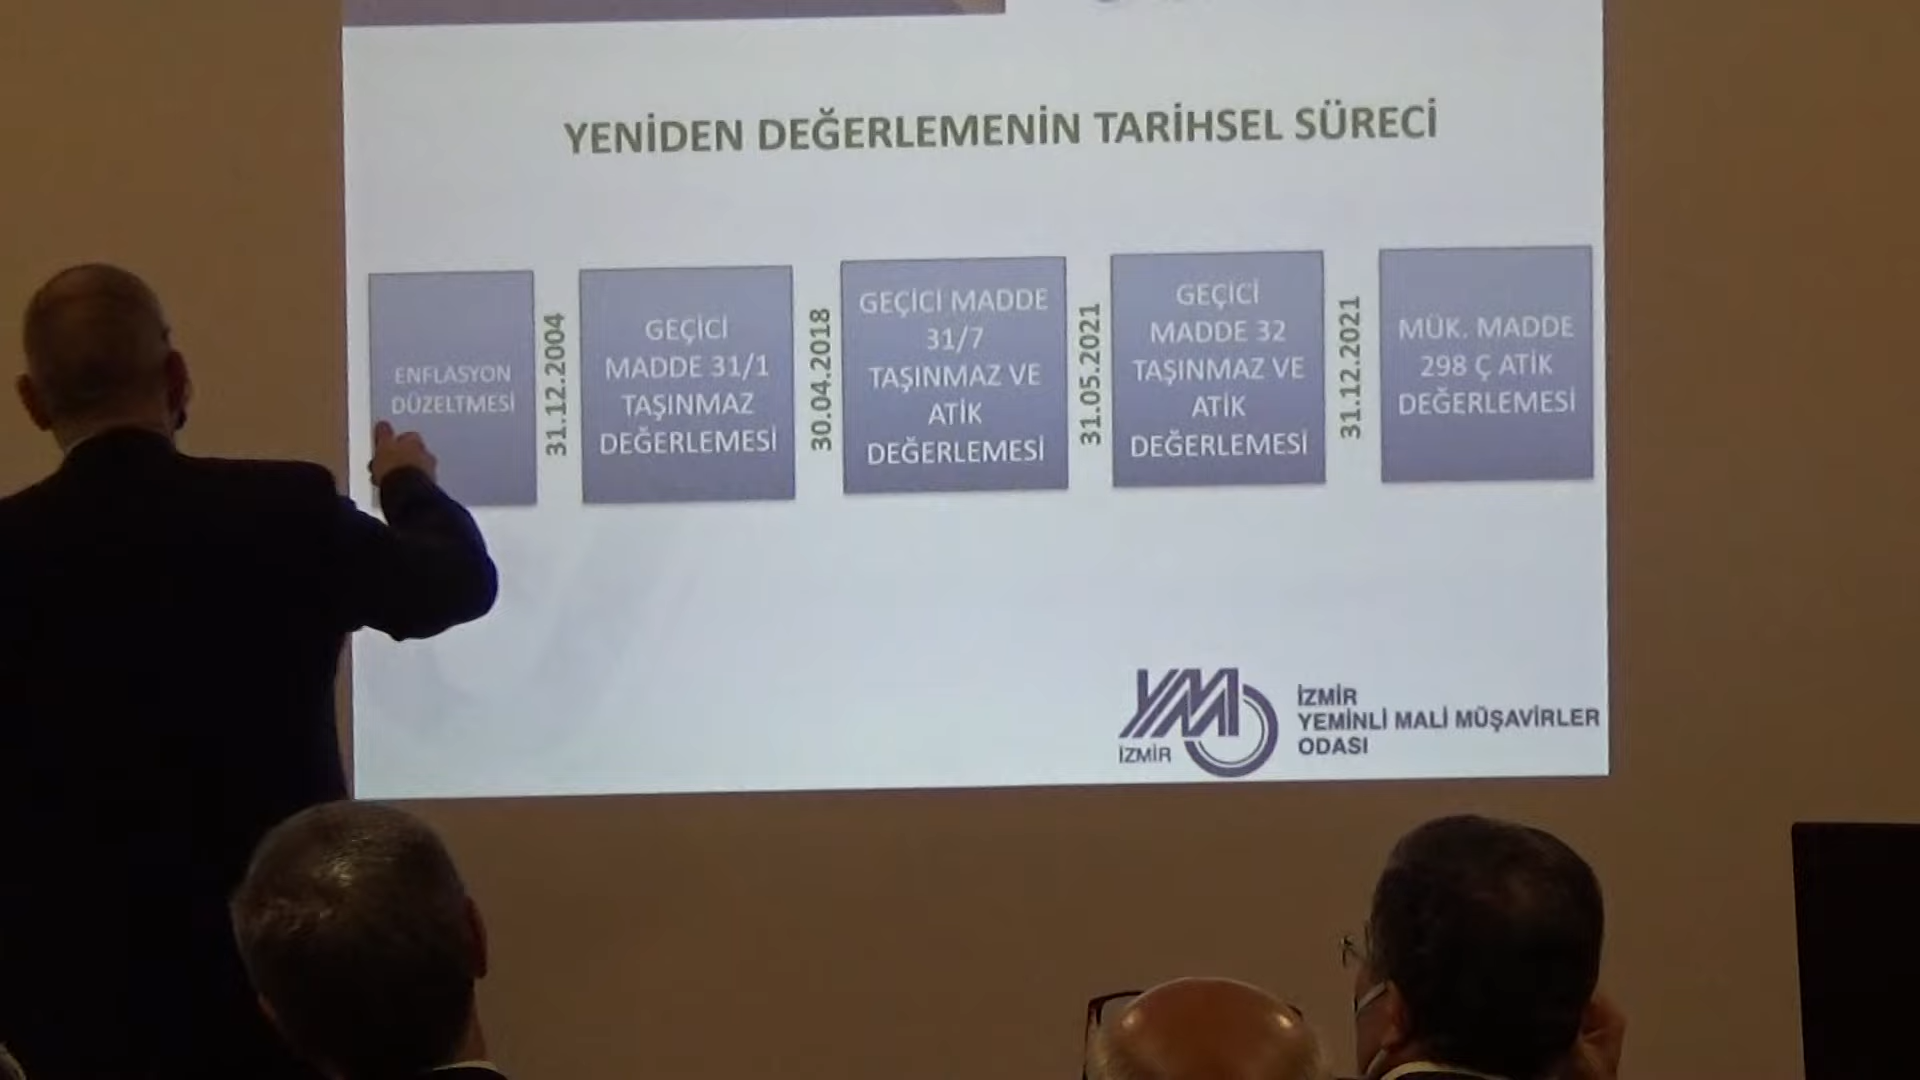 YENİDEN DEĞERLEMENİN TARİHSEL SÜRECİ
ENFLASYON
DÜZELTMESİ
31.12.2004
GEÇİCİ
MADDE 31/1
TAŞINMAZ
DEĞERLEMESİ
30.04.2018
GEÇİCİ MADDE
31/7
TAŞINMAZ VE
ATİK
DEĞERLEMESİ
31.05.2021
GEÇİCİ
MADDE 32
TAŞINMAZ VE
ATİK
DEĞERLEMESİ
31.12.2021
MÜK. MADDE
298 Ç ATİK
DEĞERLEMESİ
YMMO
İZMİR
İZMİR
YEMİNLİ MALİ MÜŞAVİRLER
ODASI